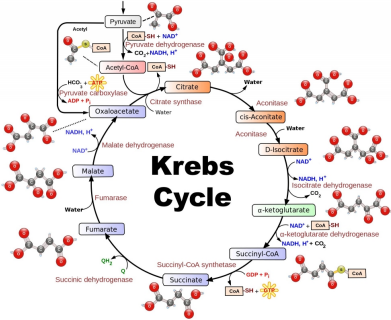 Pyruvate
Acetyl
CoA-SH + NAD⁺
Pyruvate dehydrogenase
CO₂+NADH, H⁺
CoA S
Acetyl-CoA
CoA-SH
HCO₃⁻ + ATP
Pyruvate carboxylase
ADP + Pᵢ
Water
Citrate
Citrate synthase
Water
Oxaloacetate
Aconitase
cis-Aconitate
Aconitase
Water
NADH, H⁺
NAD⁺
Malate dehydrogenase
D-Isocitrate
NAD⁺
NADH, H⁺
Isocitrate dehydrogenase
CO₂
Krebs
Cycle
Malate
α-ketoglutarate
Water
Fumarase
NAD⁺ + CoA-SH
α-ketoglutarate dehydrogenase
NADH, H⁺ + CO₂
Fumarate
Succinyl-CoA
Succinyl-CoA synthetase
QH₂
Q
Succinic dehydrogenase
GDP + Pᵢ
Succinate
CoA-SH + GTP
S CoA